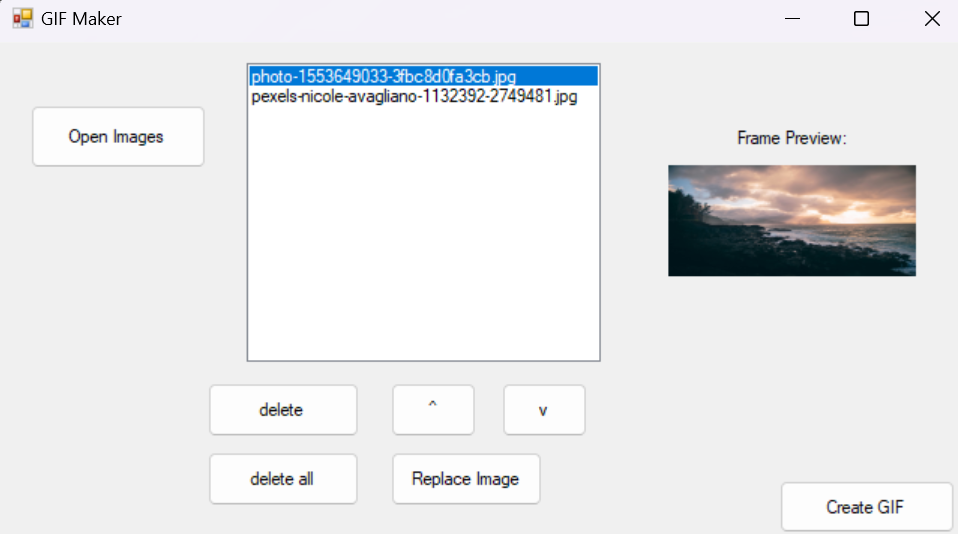 GIF Maker
Open Images
photo-1553649033-3fbc8d0fa3cb.jpg
pexels-nicole-avagliano-1132392-2749481.jpg
Frame Preview:
delete
^
v
delete all
Replace Image
Create GIF